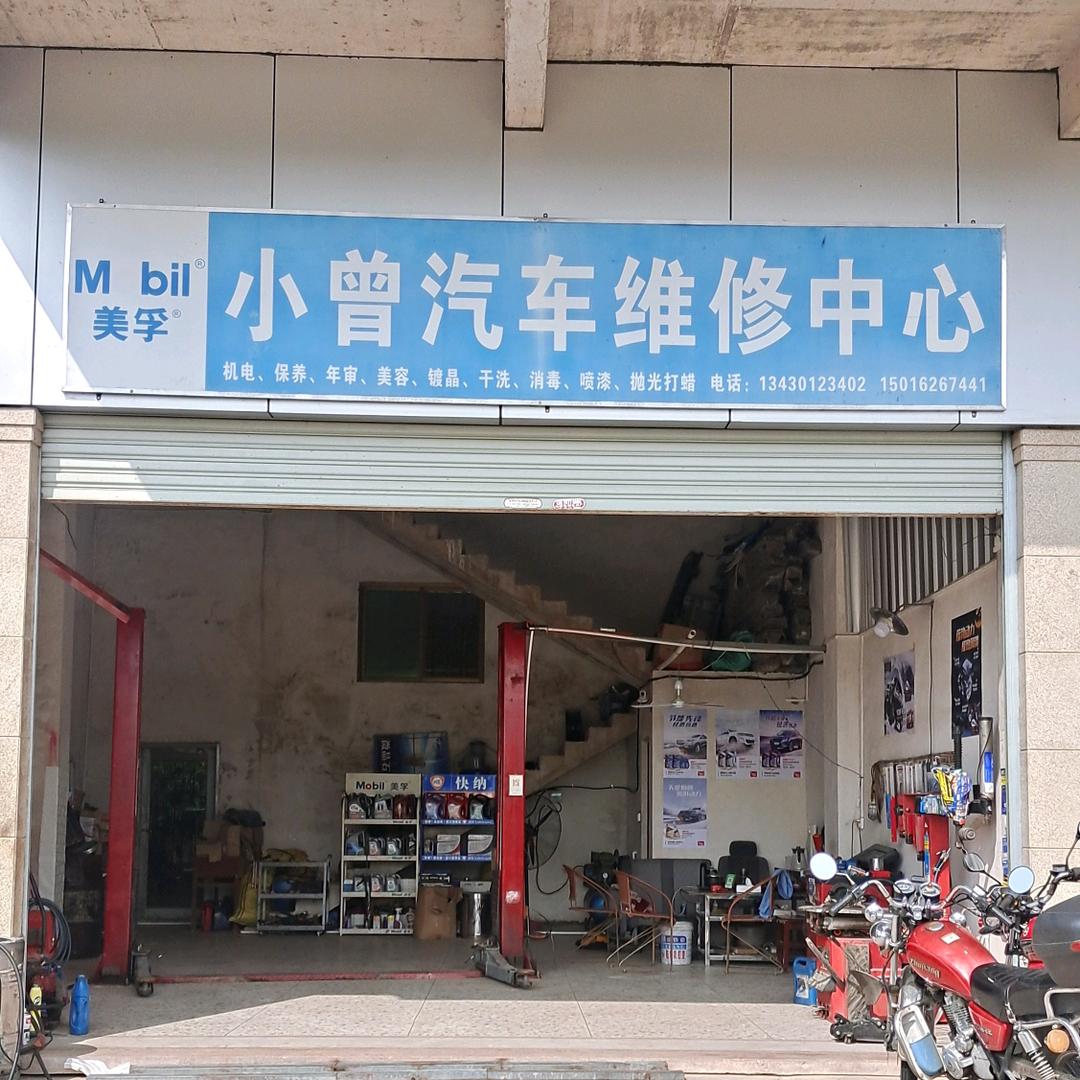 M bil®
美孚®
小曾汽车维修中心
机电、保养、年审、美容、镀晶、干洗、消毒、喷漆、抛光打蜡 电话：13430123402 15016267441
Mobil 美孚
快纳